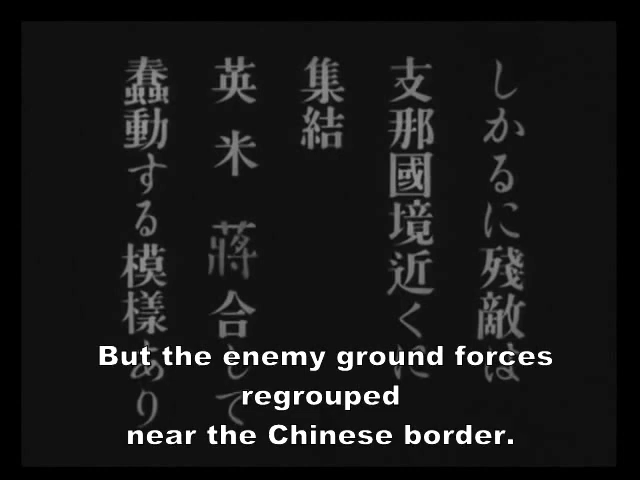 しかるに殘敵は
支那國境近くに
集結
英米 蔣合して
蠢動する模樣あり
But the enemy ground forces
regrouped
near the Chinese border.